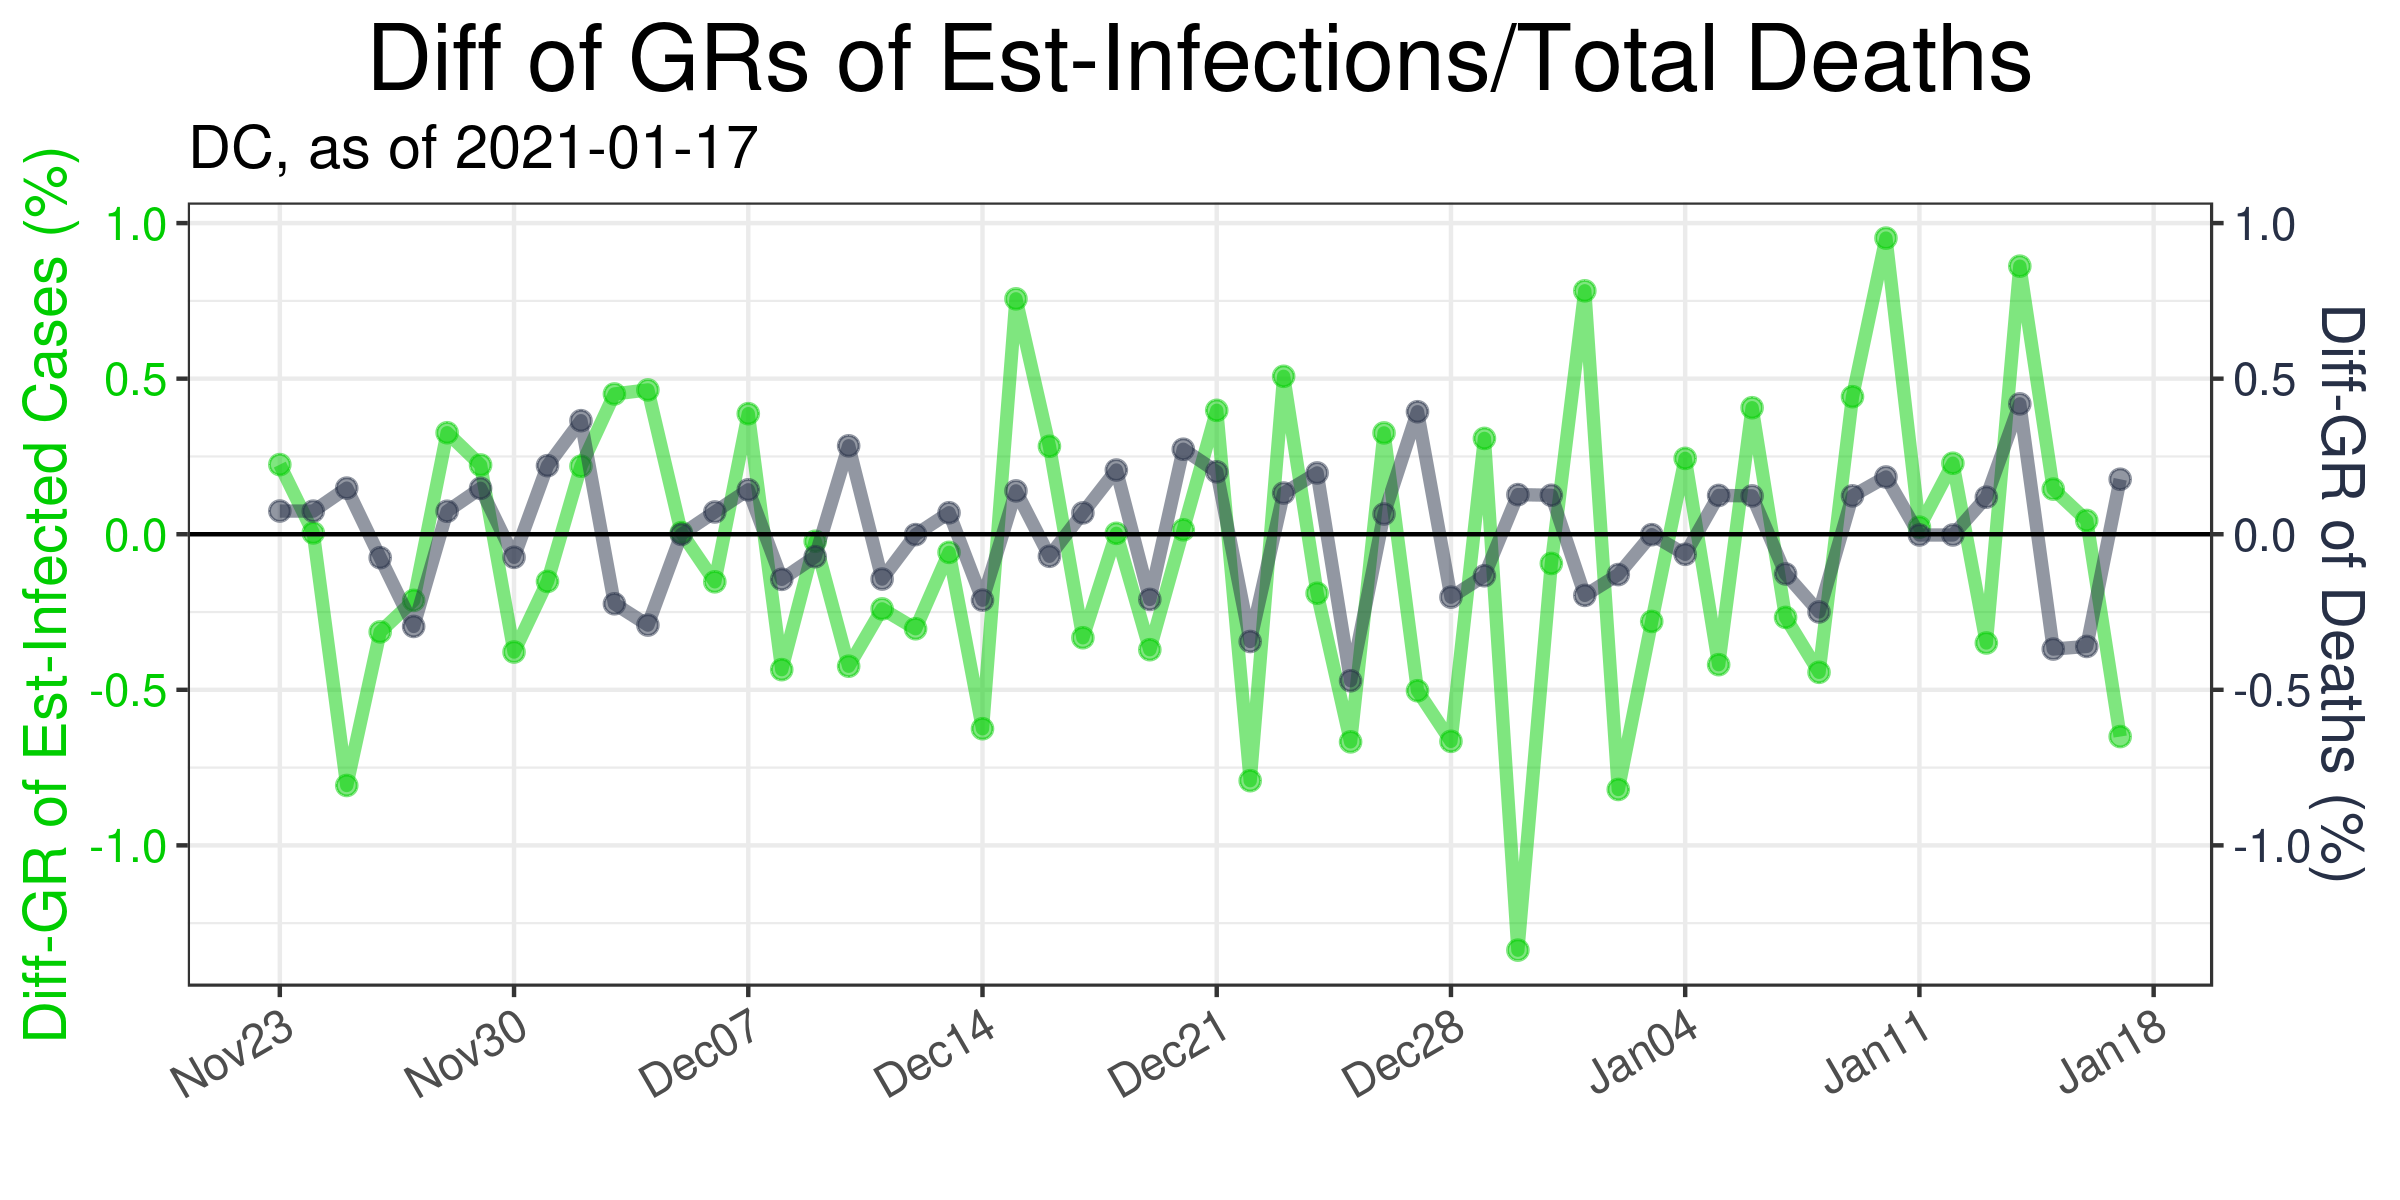 Diff of GRs of Est-Infections/Total Deaths
DC, as of 2021-01-17
Diff-GR of Est-Infected Cases (%)
1.0
0.5
0.0
-0.5
-1.0
1.0
0.5
0.0
-0.5
-1.0
Diff-GR of Deaths (%)
Nov23
Nov30
Dec07
Dec14
Dec21
Dec28
Jan04
Jan11
Jan18